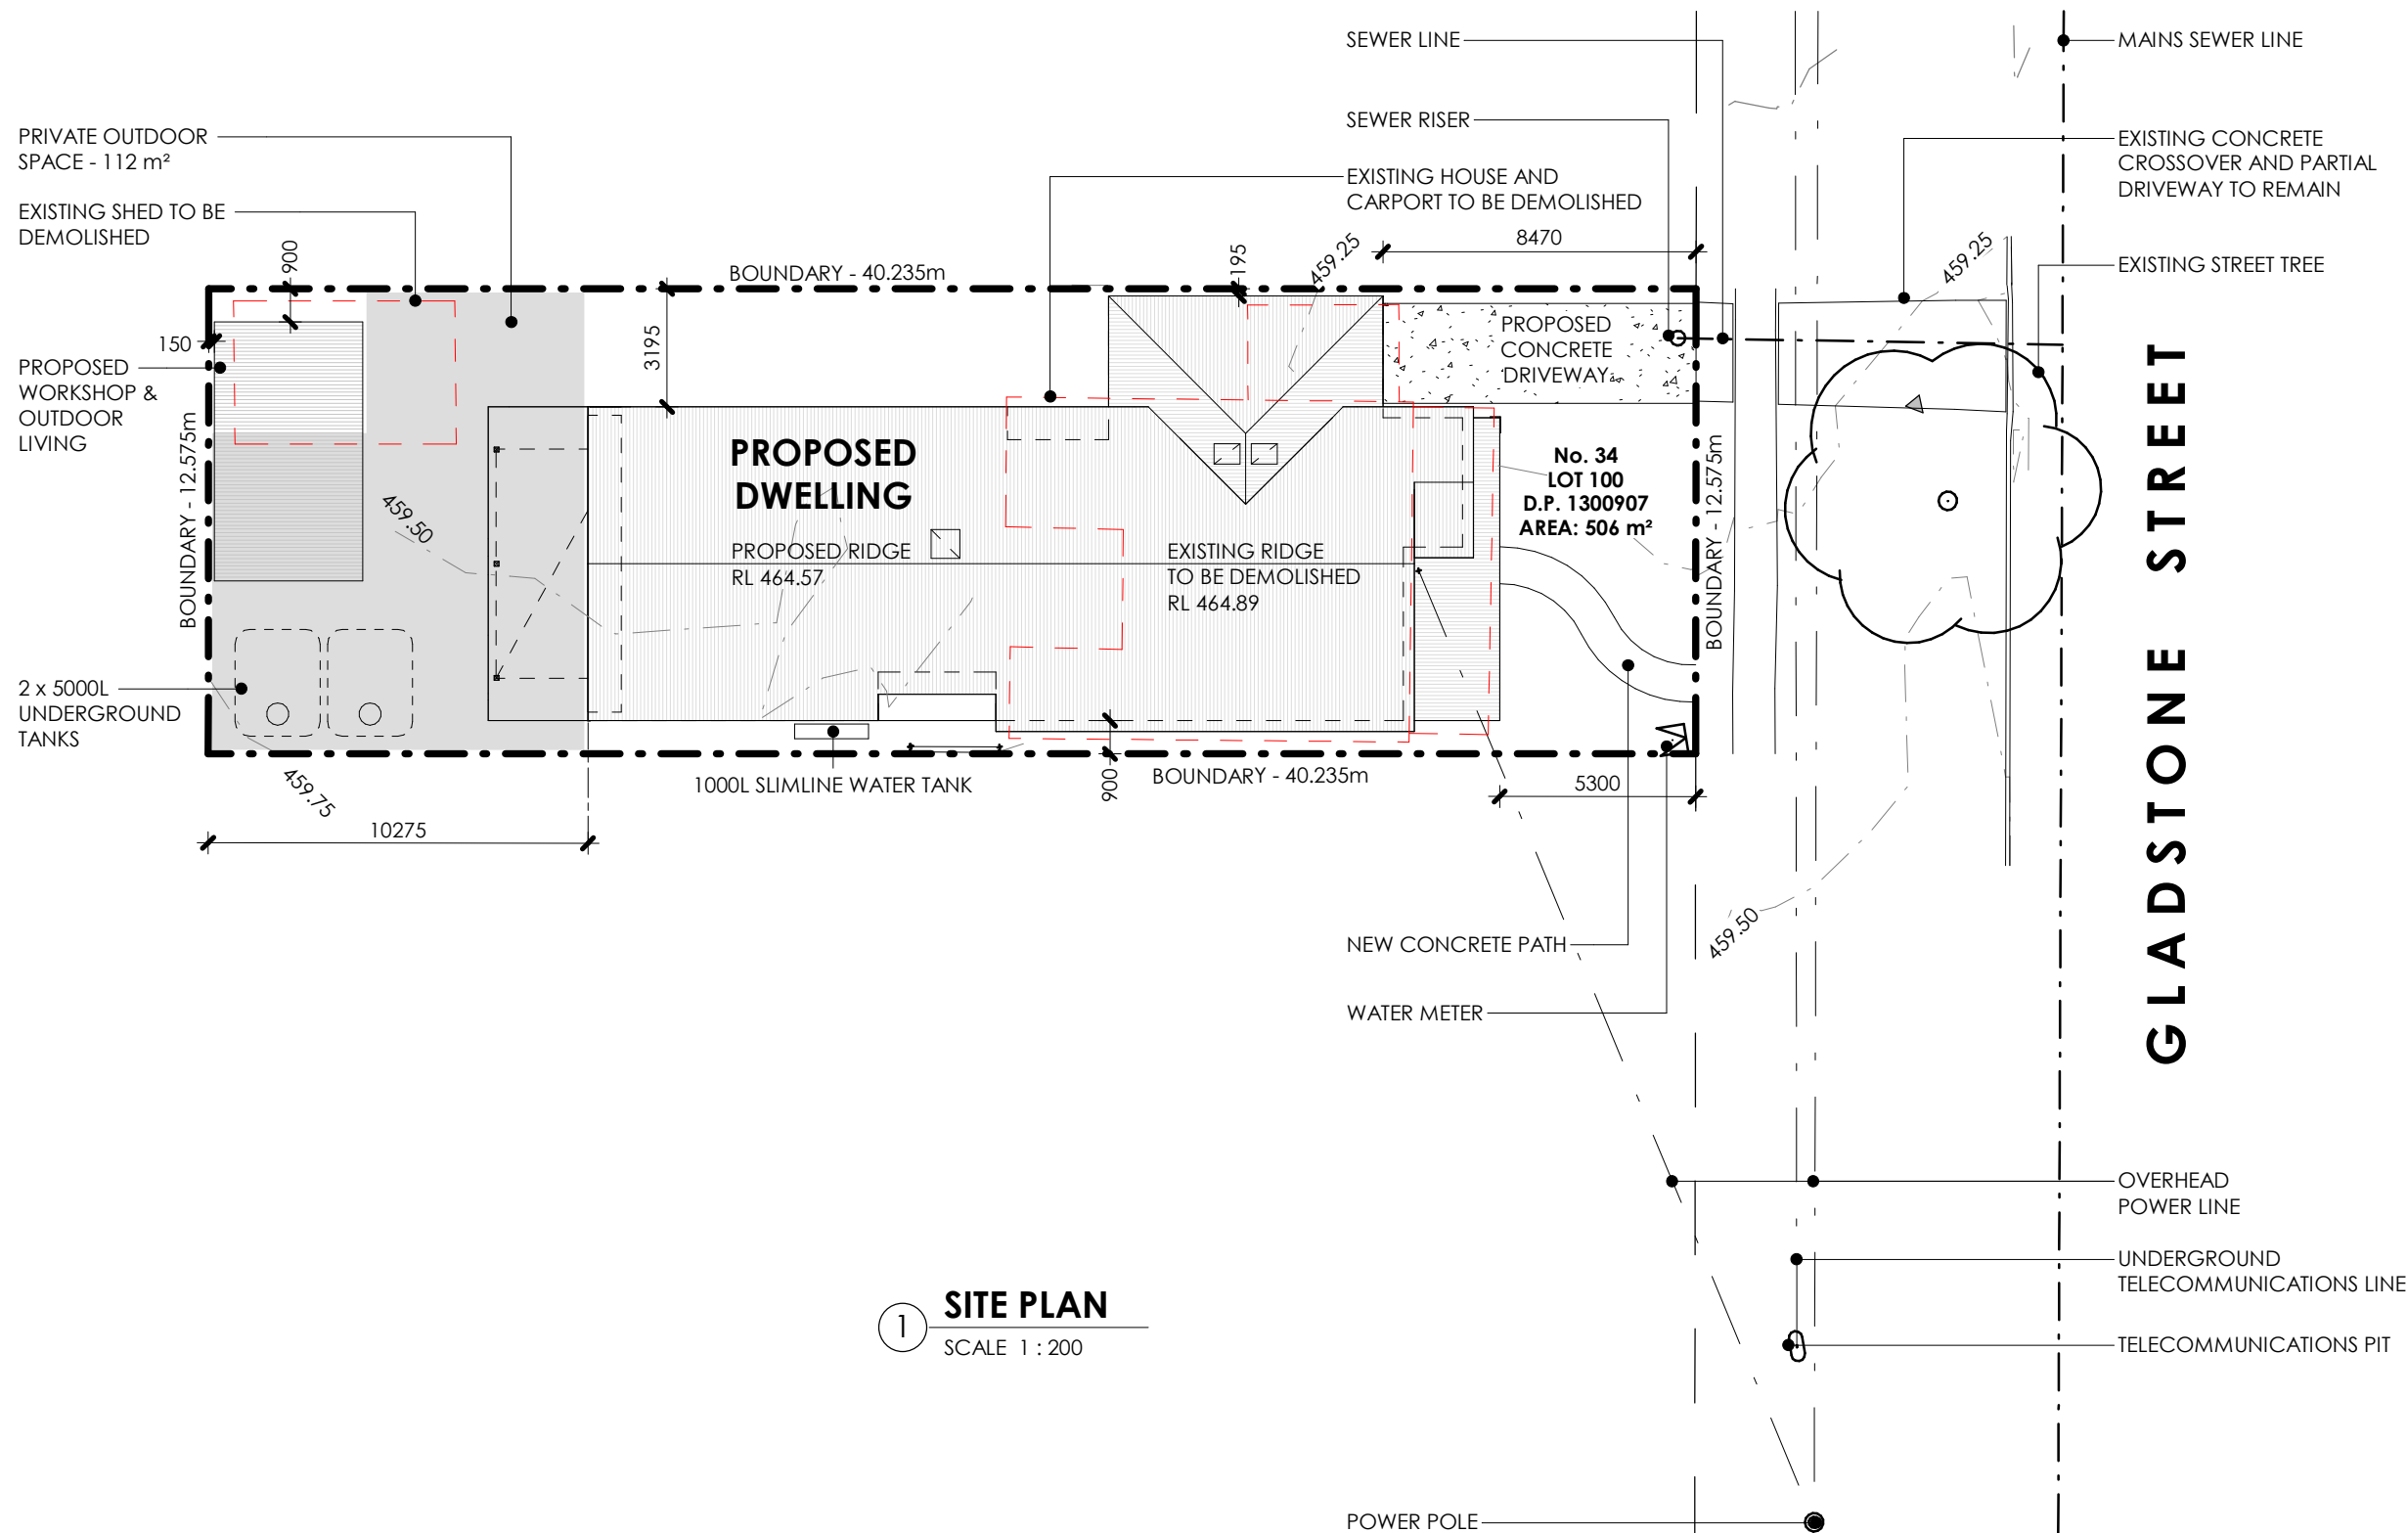 SEWER LINE
MAINS SEWER LINE
SEWER RISER
PRIVATE OUTDOOR
SPACE - 112 m²
EXISTING CONCRETE
CROSSOVER AND PARTIAL
DRIVEWAY TO REMAIN
EXISTING HOUSE AND
CARPORT TO BE DEMOLISHED
EXISTING SHED TO BE
DEMOLISHED
900
8470
195
459.25
459.25
EXISTING STREET TREE
BOUNDARY - 40.235m
150
3195
PROPOSED
CONCRETE
DRIVEWAY
PROPOSED
WORKSHOP &
OUTDOOR
LIVING
BOUNDARY - 12.575m
459.50
PROPOSED
DWELLING
No. 34
LOT 100
D.P. 1300907
AREA: 506 m²
BOUNDARY - 12.575m
PROPOSED RIDGE
RL 464.57
EXISTING RIDGE
TO BE DEMOLISHED
RL 464.89
GLADSTONE STREET
2 x 5000L
UNDERGROUND
TANKS
459.75
1000L SLIMLINE WATER TANK
900
BOUNDARY - 40.235m
5300
10275
NEW CONCRETE PATH
459.50
WATER METER
OVERHEAD
POWER LINE
UNDERGROUND
TELECOMMUNICATIONS LINE
1
SITE PLAN
SCALE 1 : 200
TELECOMMUNICATIONS PIT
POWER POLE